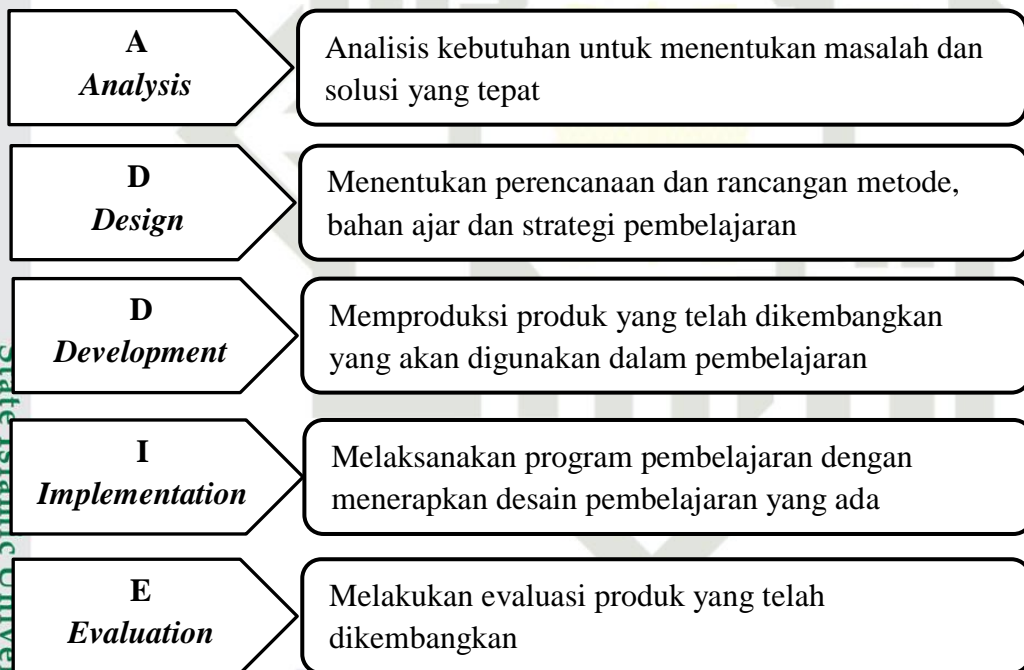 A
Analysis
Analisis kebutuhan untuk menentukan masalah dan
solusi yang tepat
D
Design
Menentukan perencanaan dan rancangan metode,
bahan ajar dan strategi pembelajaran
D
Development
Memproduksi produk yang telah dikembangkan
yang akan digunakan dalam pembelajaran
I
Implementation
Melaksanakan program pembelajaran dengan
menerapkan desain pembelajaran yang ada
E
Evaluation
Melakukan evaluasi produk yang telah
dikembangkan
State Islamic